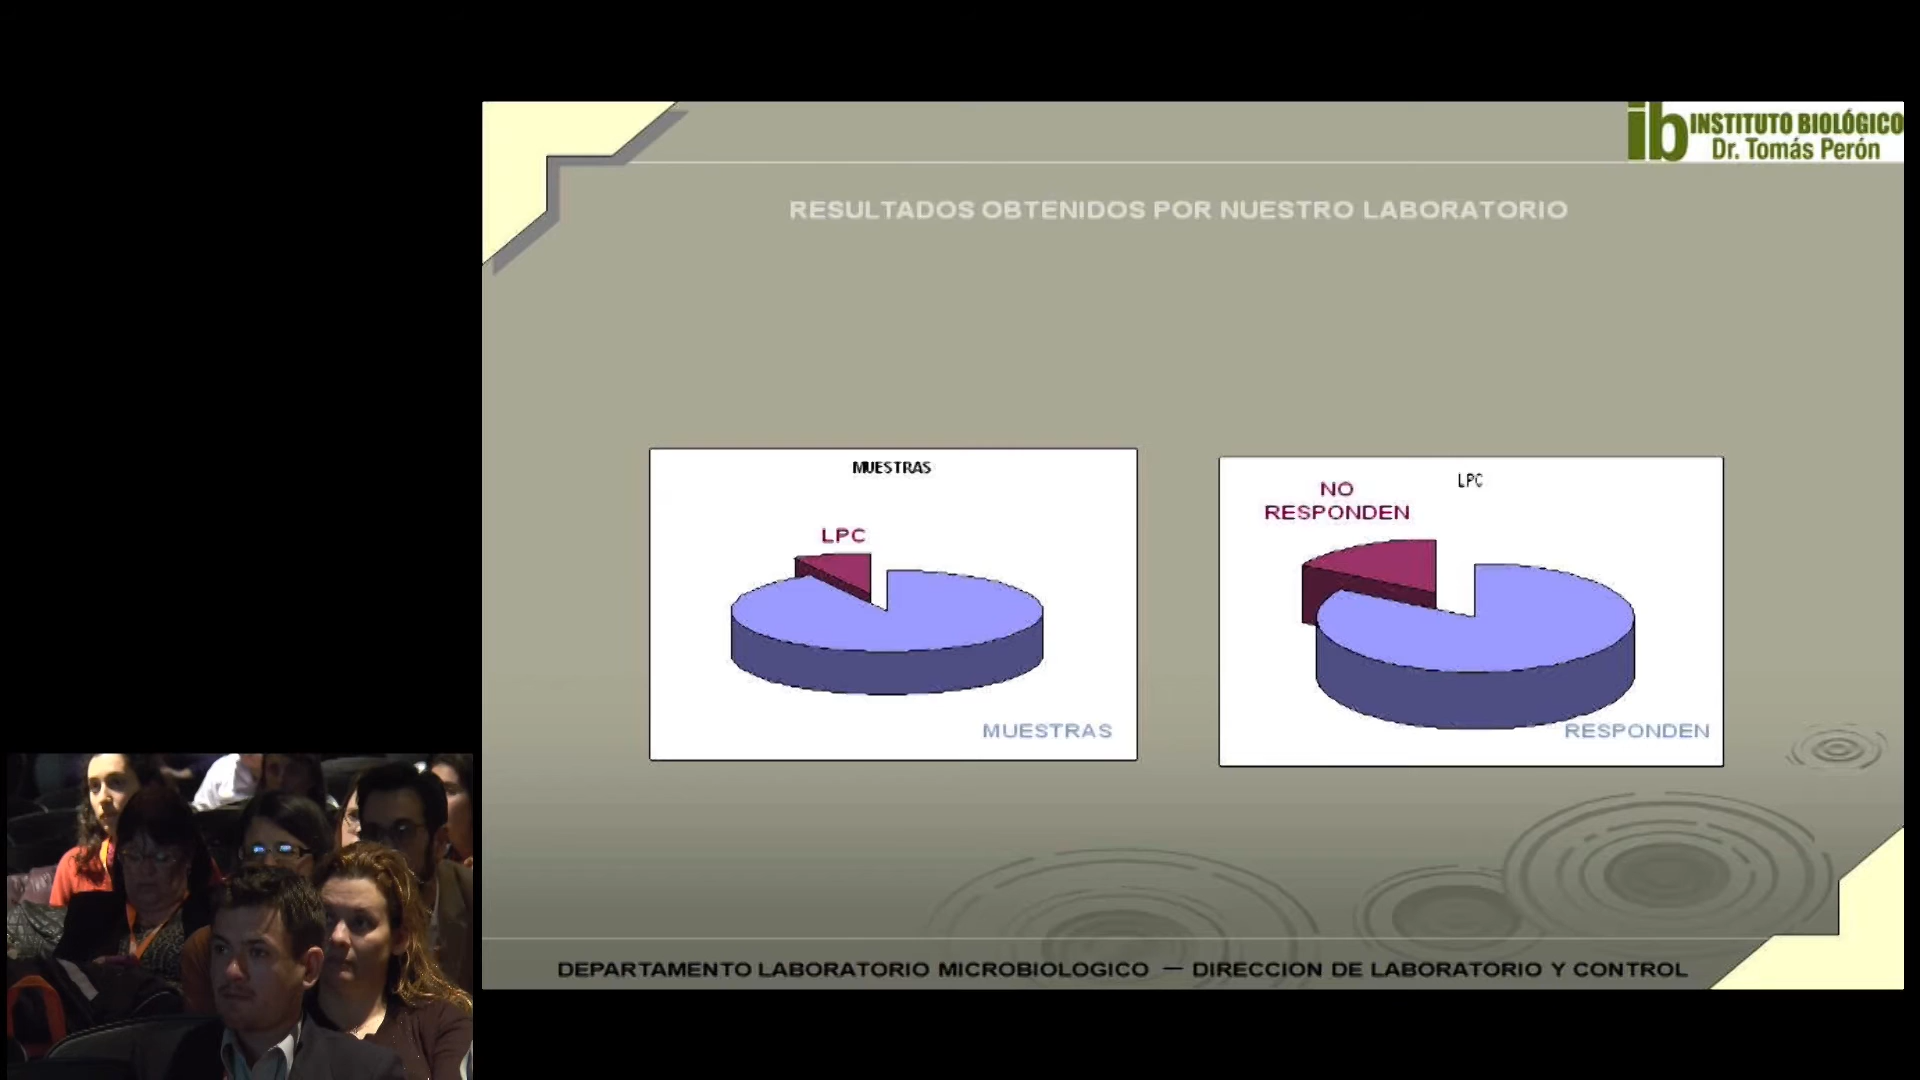 ib INSTITUTO BIOLÓGICO
Dr. Tomás Perón
RESULTADOS OBTENIDOS POR NUESTRO LABORATORIO
MUESTRAS
LPC
MUESTRAS
LPC
NO
RESPONDEN
RESPONDEN
DEPARTAMENTO LABORATORIO MICROBIOLOGICO – DIRECCION DE LABORATORIO Y CONTROL